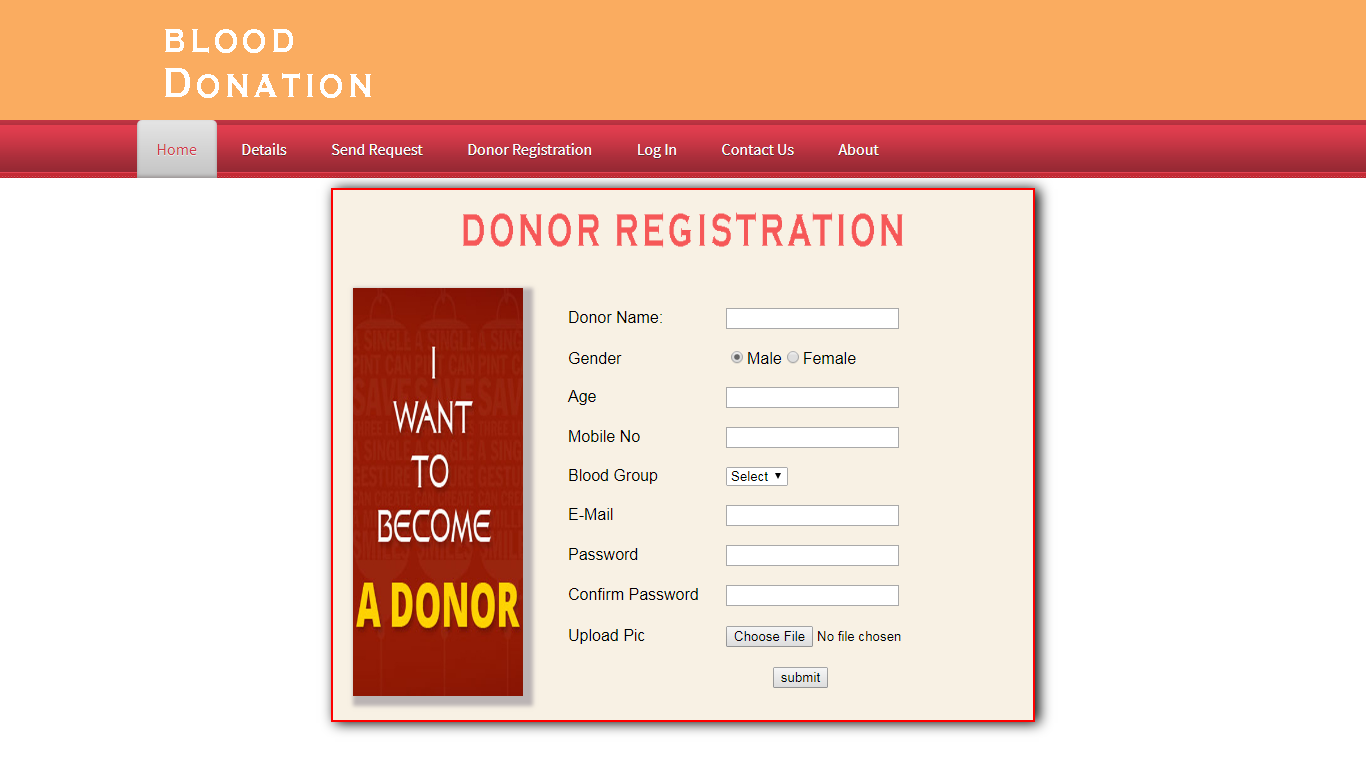 BLOOD
DONATION
Home Details Send Request Donor Registration Log In Contact Us About
DONOR REGISTRATION
I
WANT
TO
BECOME
A DONOR
Donor Name:
Gender Male Female
Age
Mobile No
Blood Group Select
E-Mail
Password
Confirm Password
Upload Pic Choose File No file chosen
submit